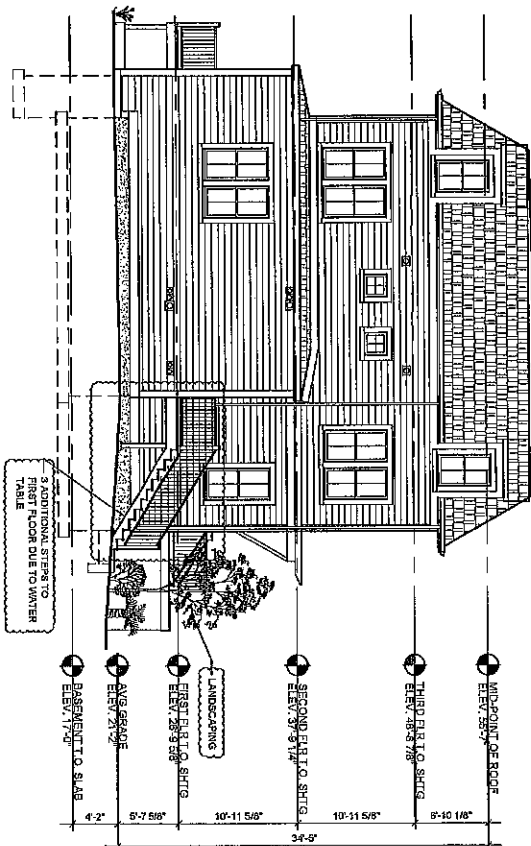 MID-POINT OF ROOF
ELEV. 55'-7"
THIRD FLR T.O. SHTG
ELEV. 48'-8 7/8"
SECOND FLR T.O. SHTG
ELEV. 37'-9 1/4"
FIRST FLR T.O. SHTG
ELEV. 26'-9 5/8"
AVG GRADE
ELEV. 21'-2"
BASEMENT T.O. SLAB
ELEV. 17'-0"
6'-10 1/8"
10'-11 5/8"
10'-11 5/8"
5'-7 5/8"
4'-2"
34'-5"
LANDSCAPING
3 ADDITIONAL STEPS TO
FIRST FLOOR DUE TO WATER
TABLE